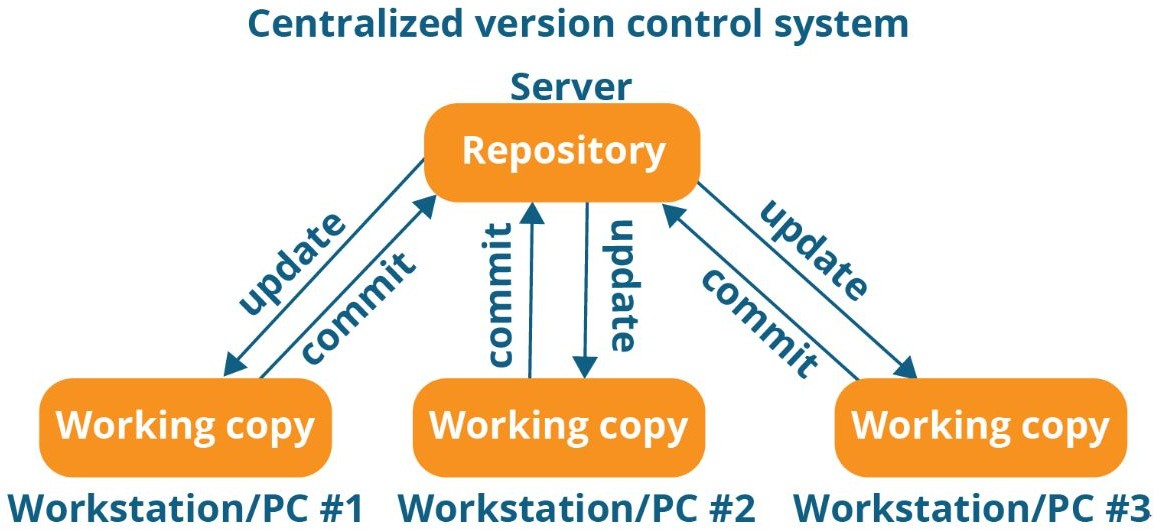 Centralized version control system
Server
Repository
update
commit
commit
update
update
commit
Working copy
Working copy
Working copy
Workstation/PC #1
Workstation/PC #2
Workstation/PC #3